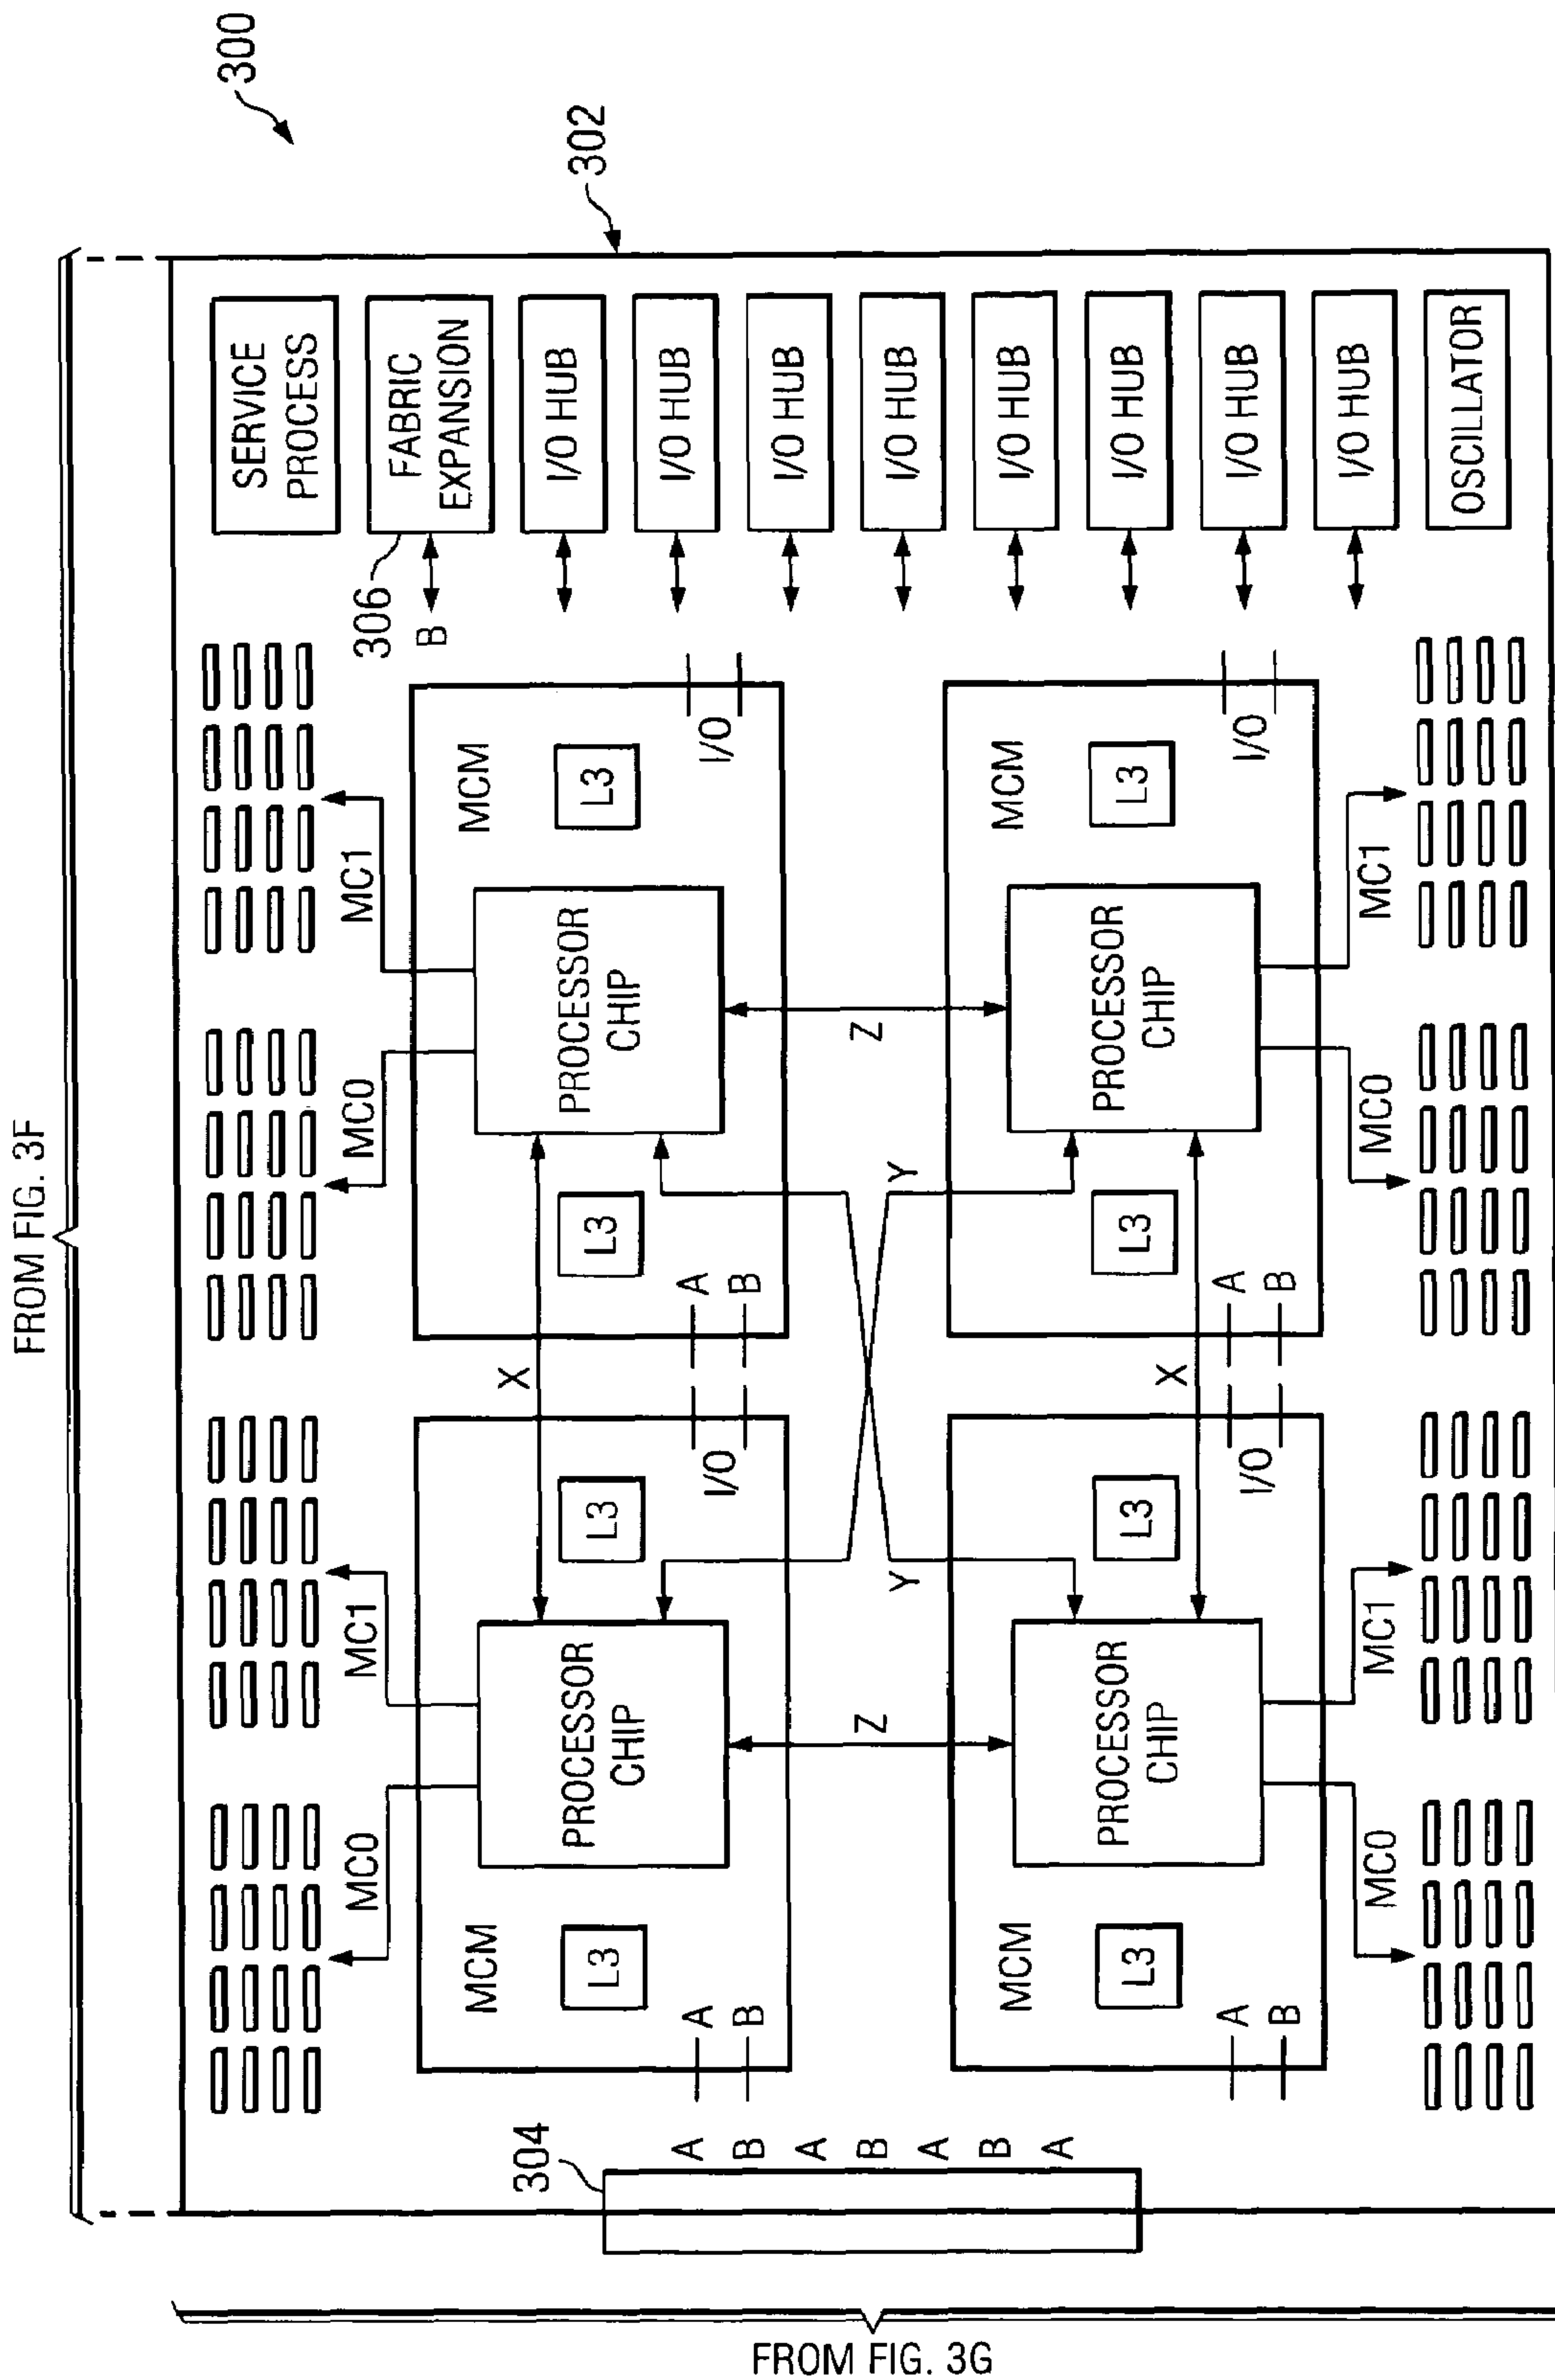 FROM FIG. 3F
300
302
SERVICE
PROCESS
306
FABRIC
EXPANSION
B
I/O HUB
I/O HUB
I/O HUB
I/O HUB
I/O HUB
I/O HUB
I/O HUB
I/O HUB
OSCILLATOR
MC0
MC1
MC0
MC1
MCM
L3
PROCESSOR
CHIP
L3
A
B
I/O
X
MCM
L3
PROCESSOR
CHIP
L3
A
B
I/O
Z
Y
Y
Z
MCM
L3
PROCESSOR
CHIP
L3
A
B
I/O
X
MCM
L3
PROCESSOR
CHIP
L3
A
B
I/O
MC0
MC1
MC0
MC1
304
A
B
A
B
A
B
A
FROM FIG. 3G